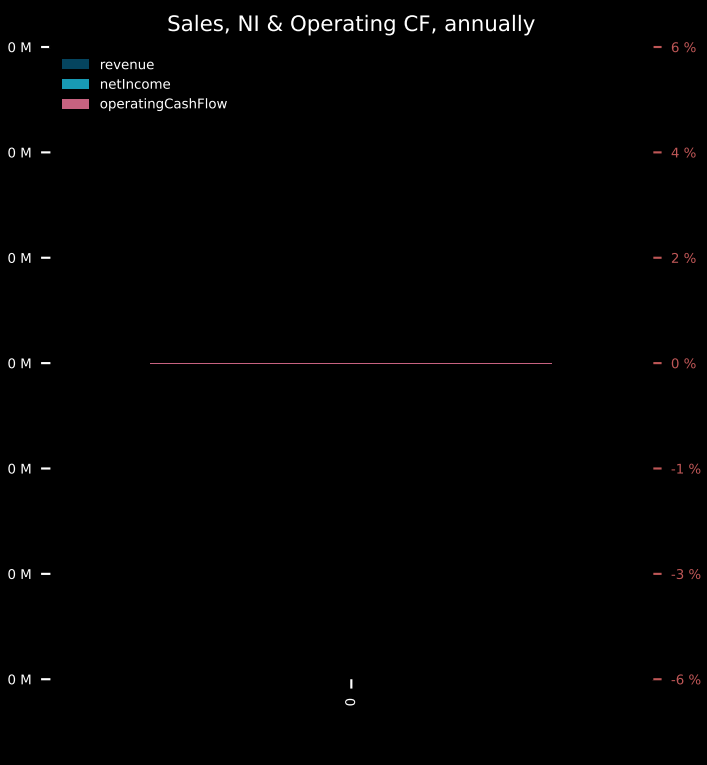 Sales, NI & Operating CF, annually
0 M
6 %
revenue
netIncome
operatingCashFlow
0 M
4 %
0 M
2 %
0 M
0 %
0 M
-1 %
0 M
-3 %
0 M
-6 %
0